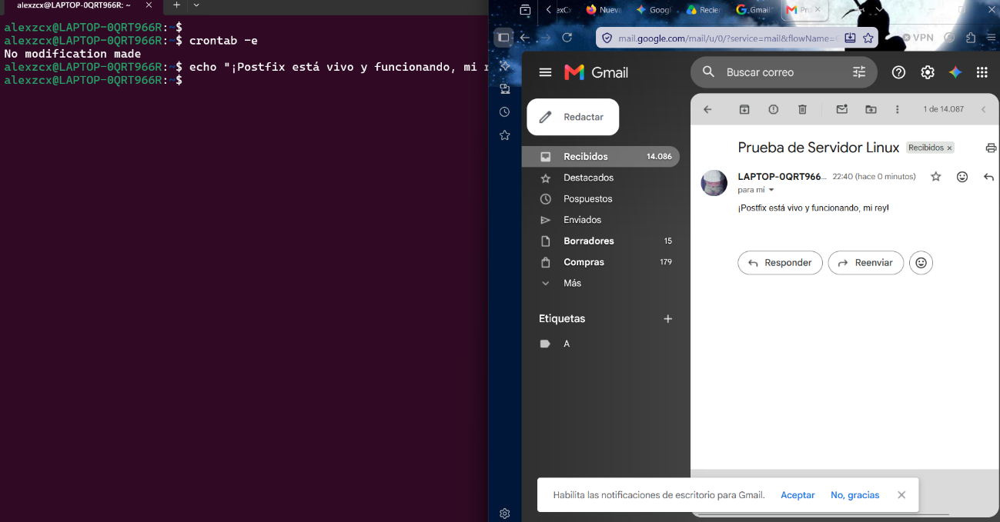 alexzcx@LAPTOP-0QRT966R: ~
alexzcx@LAPTOP-0QRT966R:~$
alexzcx@LAPTOP-0QRT966R:~$ crontab -e
No modification made
alexzcx@LAPTOP-0QRT966R:~$ echo "¡Postfix está vivo y funcionando, mi r
alexzcx@LAPTOP-0QRT966R:~$
exCx
Nueva
Googl
Recier
Gmail
Pru
mail.google.com/mail/u/0/?service=mail&flowName=
VPN
Gmail
Buscar correo
Redactar
1 de 14.087
Recibidos 14.086
Destacados
Pospuestos
Enviados
Borradores 15
Compras 179
Más
Etiquetas
A
Prueba de Servidor Linux
Recibidos
LAPTOP-0QRT966... 22:40 (hace 0 minutos)
para mí
¡Postfix está vivo y funcionando, mi rey!
Responder
Reenviar
Habilita las notificaciones de escritorio para Gmail. Aceptar No, gracias